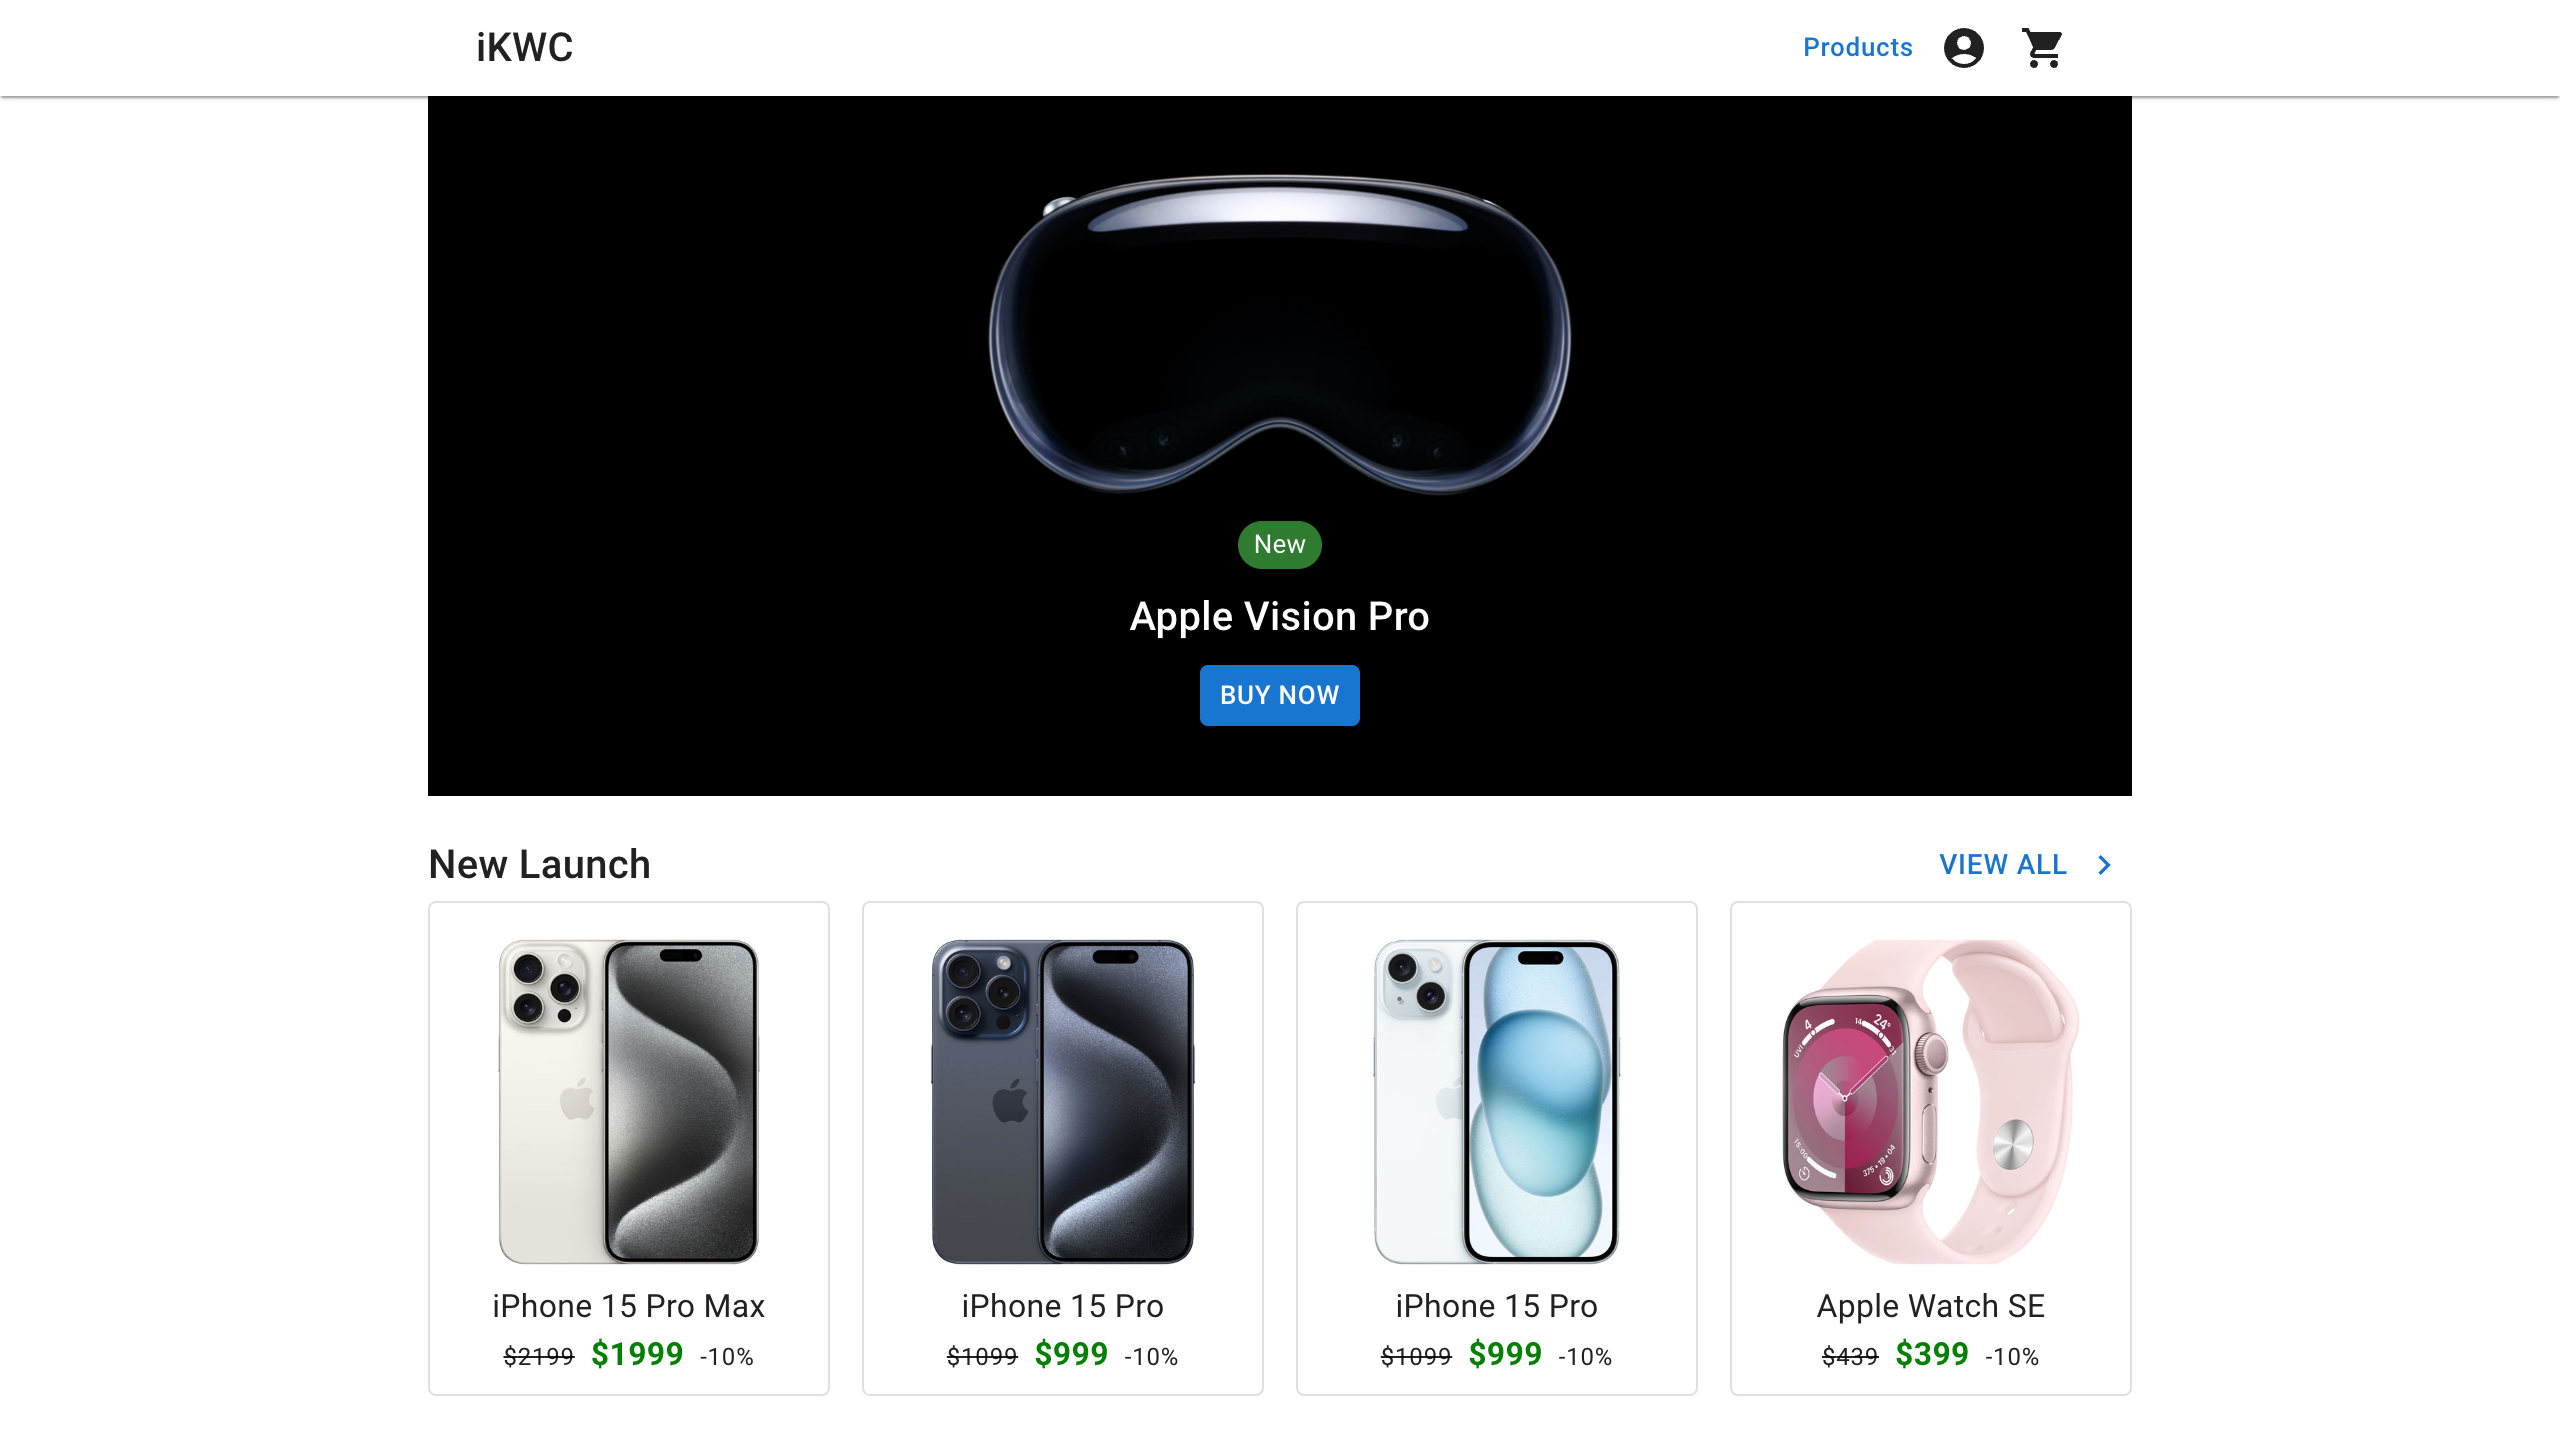 iKWC
Products
New
Apple Vision Pro
BUY NOW
New Launch
VIEW ALL
iPhone 15 Pro Max
$2199 $1999 -10%
iPhone 15 Pro
$1099 $999 -10%
iPhone 15 Pro
$1099 $999 -10%
Apple Watch SE
$439 $399 -10%